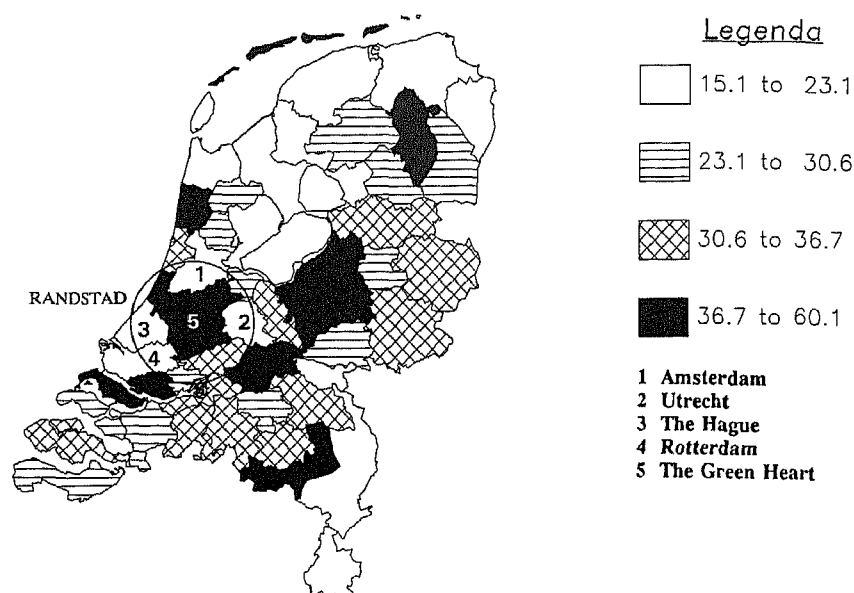 Legenda
15.1 to 23.1
23.1 to 30.6
30.6 to 36.7
36.7 to 60.1
1 Amsterdam
2 Utrecht
3 The Hague
4 Rotterdam
5 The Green Heart
RANDSTAD
1
5
2
3
4